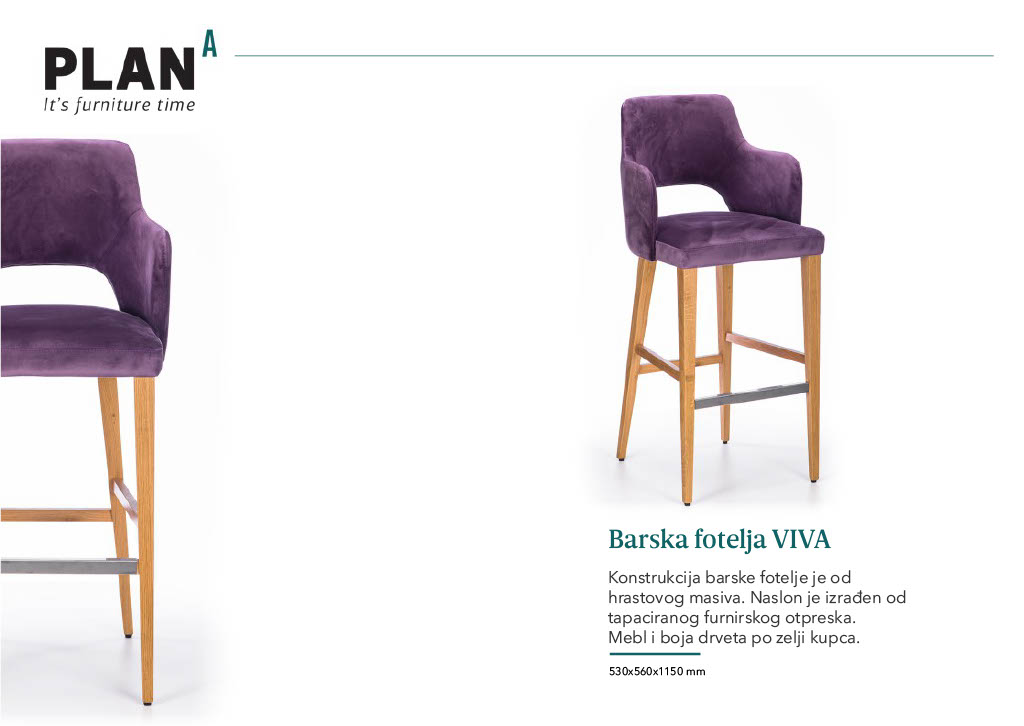 PLAN A
It's furniture time
Barska fotelja VIVA
Konstrukcija barske fotelje je od
hrastovog masiva. Naslon je izrađen od
tapaciranog furnirskog otpreska.
Mebl i boja drveta po zelji kupca.
530x560x1150 mm